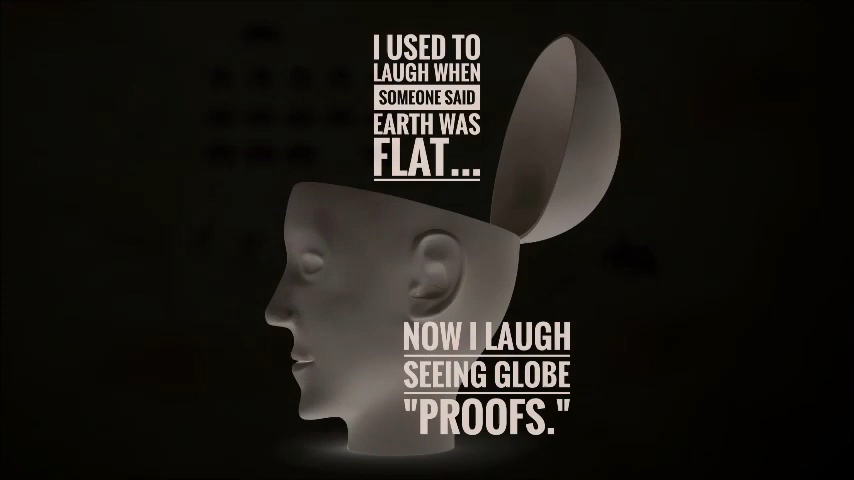 I USED TO
LAUGH WHEN
SOMEONE SAID
EARTH WAS
FLAT...
NOW I LAUGH
SEEING GLOBE
"PROOFS."